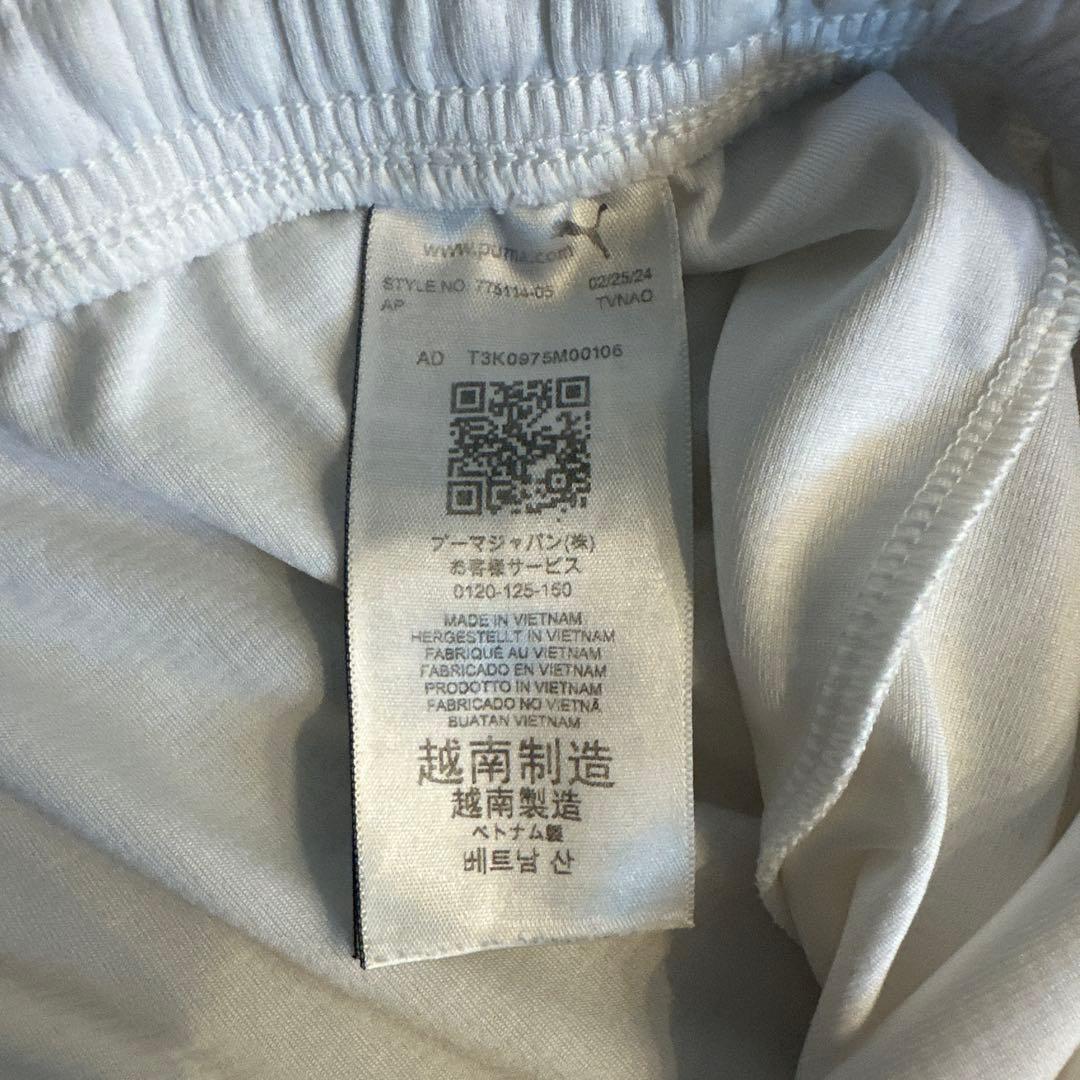 www.puma.com
STYLE NO 775114-05 02/25/24
AP TVNAO
AD T3K0975M00106
プーマジャパン(株)
お客様サービス
0120-125-150
MADE IN VIETNAM
HERGESTELLT IN VIETNAM
FABRIQUÉ AU VIETNAM
FABRICADO EN VIETNAM
PRODOTTO IN VIETNAM
FABRICADO NO VIETNÃ
BUATAN VIETNAM
越南制造
越南製造
ベトナム製
베트남 산